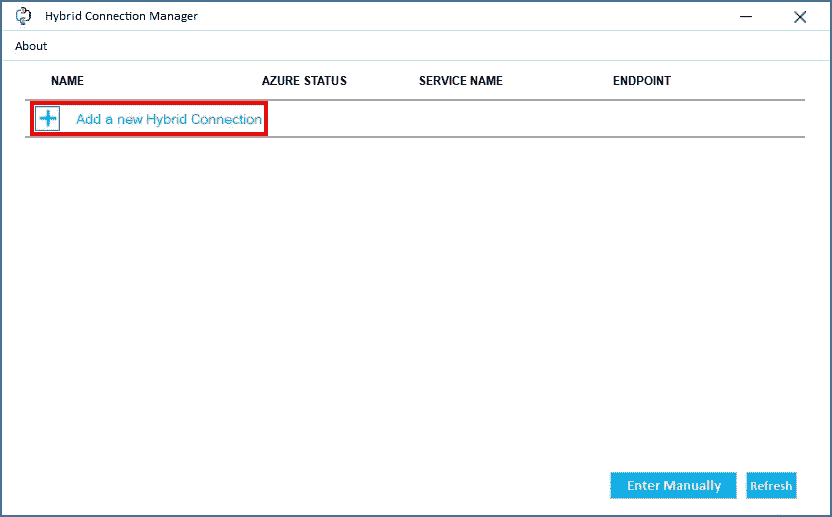 Hybrid Connection Manager
About
NAME AZURE STATUS SERVICE NAME ENDPOINT
Add a new Hybrid Connection
Enter Manually Refresh